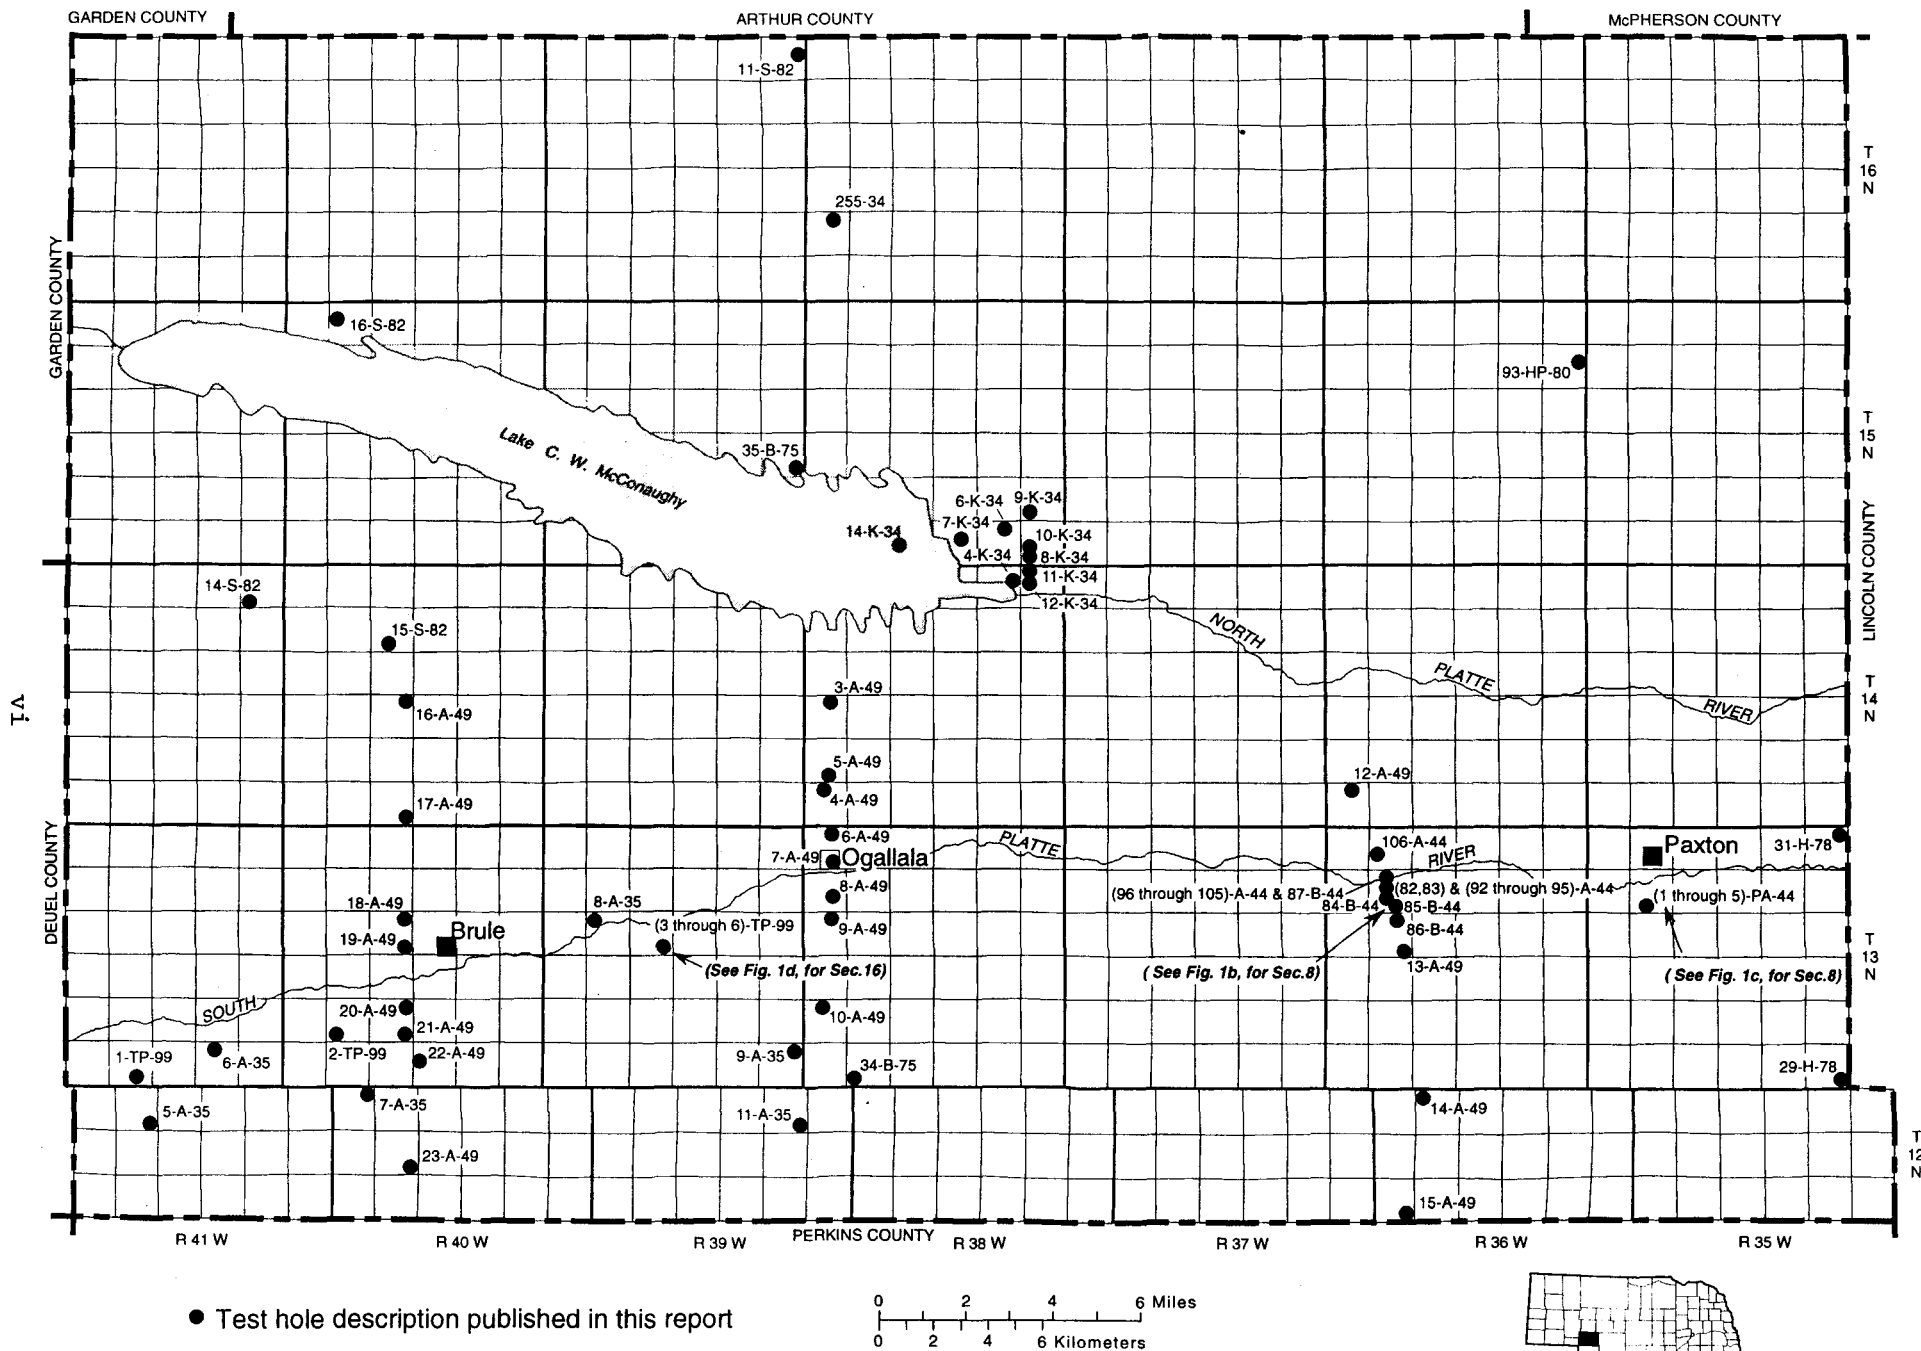 GARDEN COUNTY
ARTHUR COUNTY
McPHERSON COUNTY
11-S-82
T
16
N
255-34
GARDEN COUNTY
16-S-82
93-HP-80
T
15
N
Lake C. W. McConaughy
35-B-75
6-K-34
9-K-34
7-K-34
14-K-34
10-K-34
4-K-34
8-K-34
11-K-34
12-K-34
LINCOLN COUNTY
14-S-82
15-S-82
NORTH
PLATTE
RIVER
3-A-49
16-A-49
T
14
N
vi
5-A-49
4-A-49
12-A-49
17-A-49
6-A-49
7-A-49
Ogallala
PLATTE
106-A-44
RIVER
Paxton
31-H-78
DEUEL COUNTY
8-A-49
(96 through 105)-A-44 & 87-B-44
(82,83) & (92 through 95)-A-44
(1 through 5)-PA-44
18-A-49
8-A-35
84-B-44
85-B-44
(3 through 6)-TP-99
9-A-49
86-B-44
19-A-49
Brule
13-A-49
T
13
N
(See Fig. 1d, for Sec.16)
( See Fig. 1b, for Sec.8)
( See Fig. 1c, for Sec.8)
SOUTH
20-A-49
10-A-49
21-A-49
1-TP-99
6-A-35
2-TP-99
22-A-49
9-A-35
34-B-75
29-H-78
5-A-35
7-A-35
11-A-35
14-A-49
23-A-49
T
12
N
15-A-49
R 41 W
R 40 W
R 39 W
PERKINS COUNTY
R 38 W
R 37 W
R 36 W
R 35 W
Test hole description published in this report
0 2 4 6 Miles
0 2 4 6 Kilometers